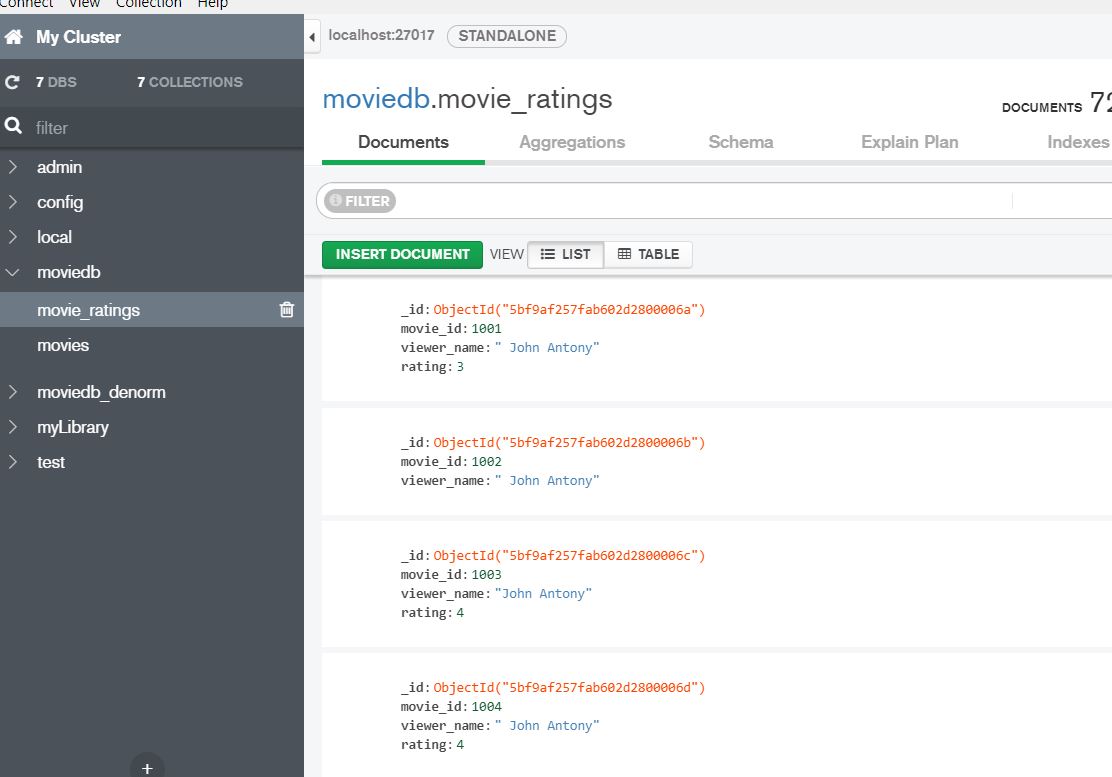 Connect View Collection Help
My Cluster
7 DBS 7 COLLECTIONS
filter
admin
config
local
moviedb
movie_ratings
movies
moviedb_denorm
myLibrary
test
+
localhost:27017 STANDALONE
moviedb.movie_ratings
DOCUMENTS 72
Documents Aggregations Schema Explain Plan Indexes
FILTER
INSERT DOCUMENT VIEW LIST TABLE
_id: ObjectId("5bf9af257fab602d2800006a")
movie_id: 1001
viewer_name: " John Antony"
rating: 3
_id: ObjectId("5bf9af257fab602d2800006b")
movie_id: 1002
viewer_name: " John Antony"
_id: ObjectId("5bf9af257fab602d2800006c")
movie_id: 1003
viewer_name: "John Antony"
rating: 4
_id: ObjectId("5bf9af257fab602d2800006d")
movie_id: 1004
viewer_name: " John Antony"
rating: 4